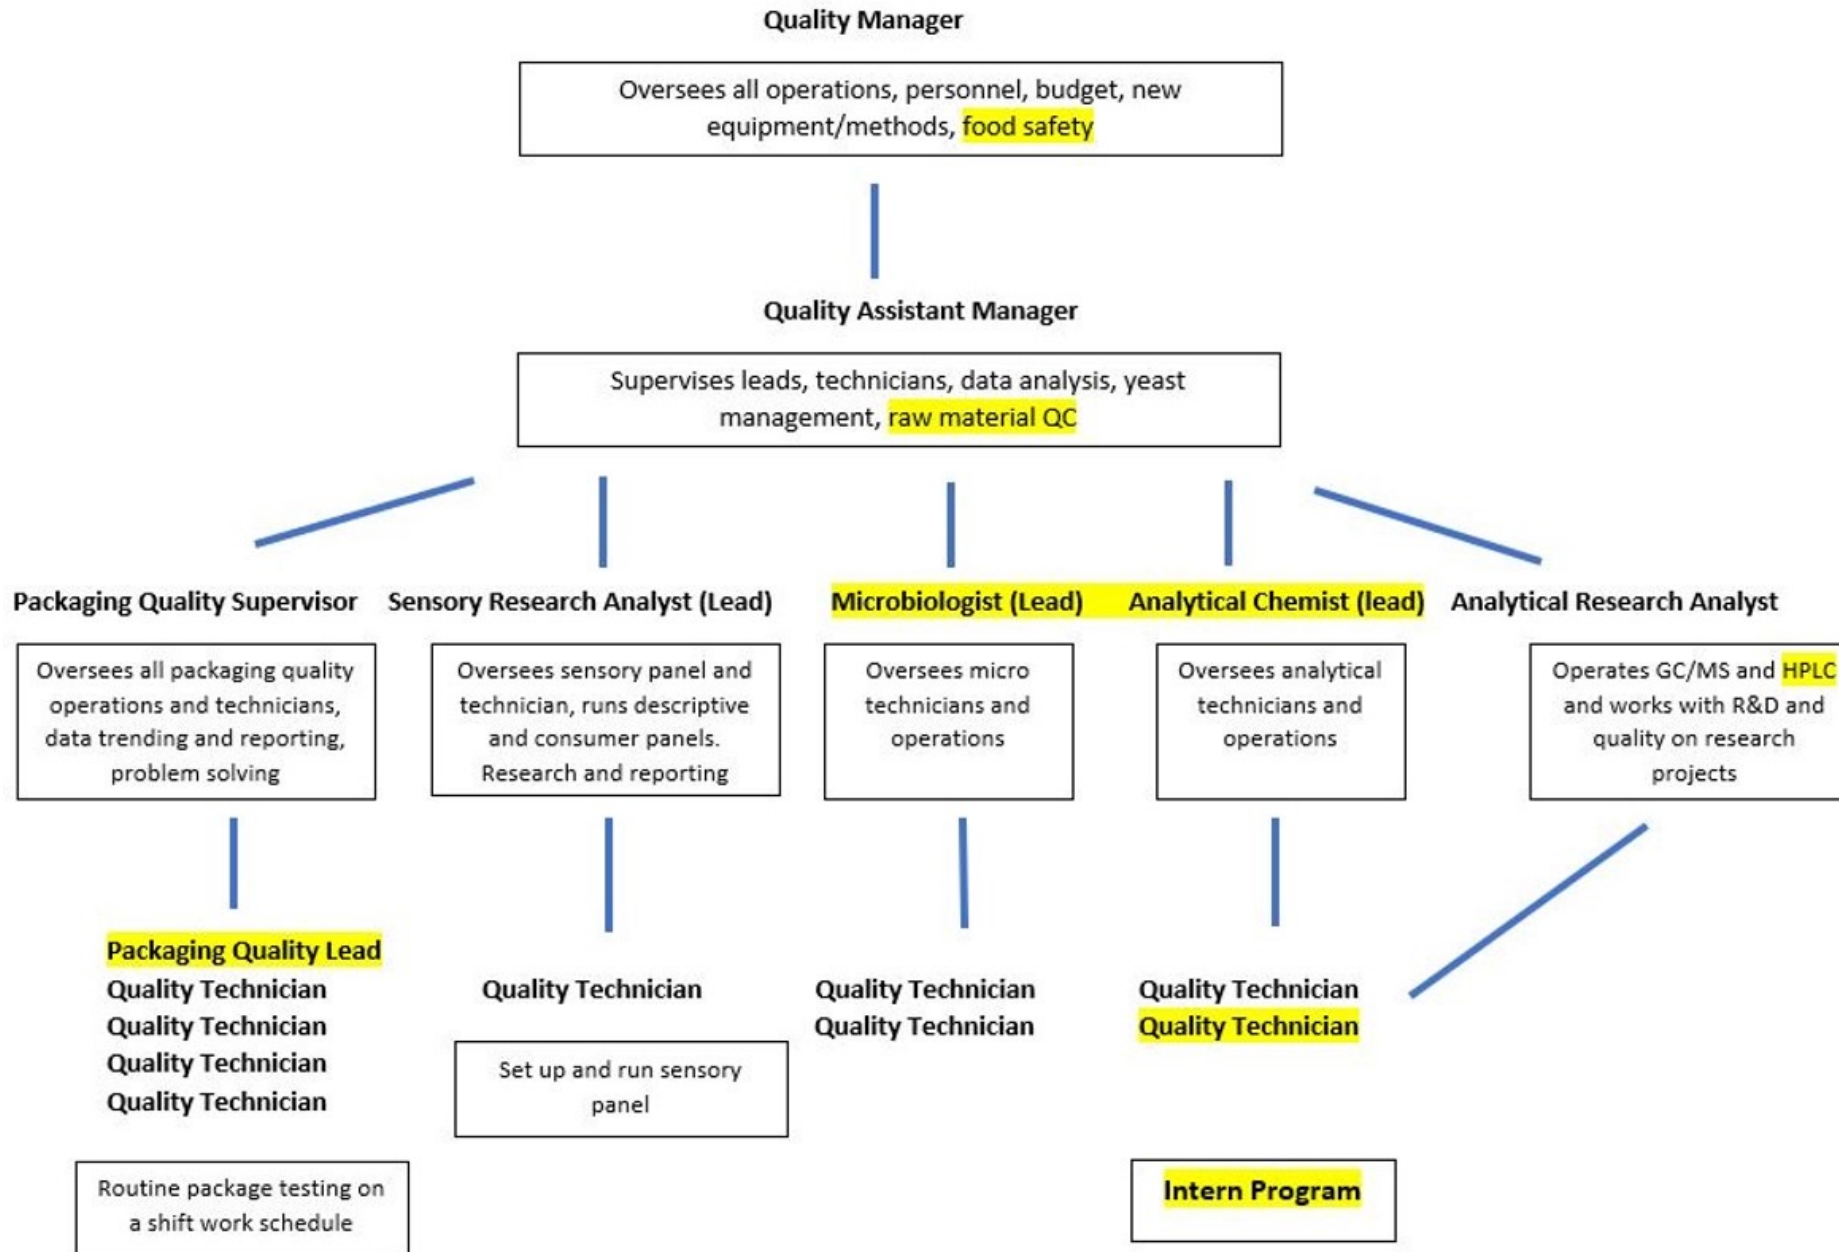 Quality Manager
Oversees all operations, personnel, budget, new
equipment/methods, food safety
Quality Assistant Manager
Supervises leads, technicians, data analysis, yeast
management, raw material QC
Packaging Quality Supervisor
Oversees all packaging quality
operations and technicians,
data trending and reporting,
problem solving
Packaging Quality Lead
Quality Technician
Quality Technician
Quality Technician
Quality Technician
Routine package testing on
a shift work schedule
Sensory Research Analyst (Lead)
Oversees sensory panel and
technician, runs descriptive
and consumer panels.
Research and reporting
Quality Technician
Set up and run sensory
panel
Microbiologist (Lead)
Oversees micro
technicians and
operations
Quality Technician
Quality Technician
Analytical Chemist (lead)
Oversees analytical
technicians and
operations
Quality Technician
Quality Technician
Intern Program
Analytical Research Analyst
Operates GC/MS and HPLC
and works with R&D and
quality on research
projects